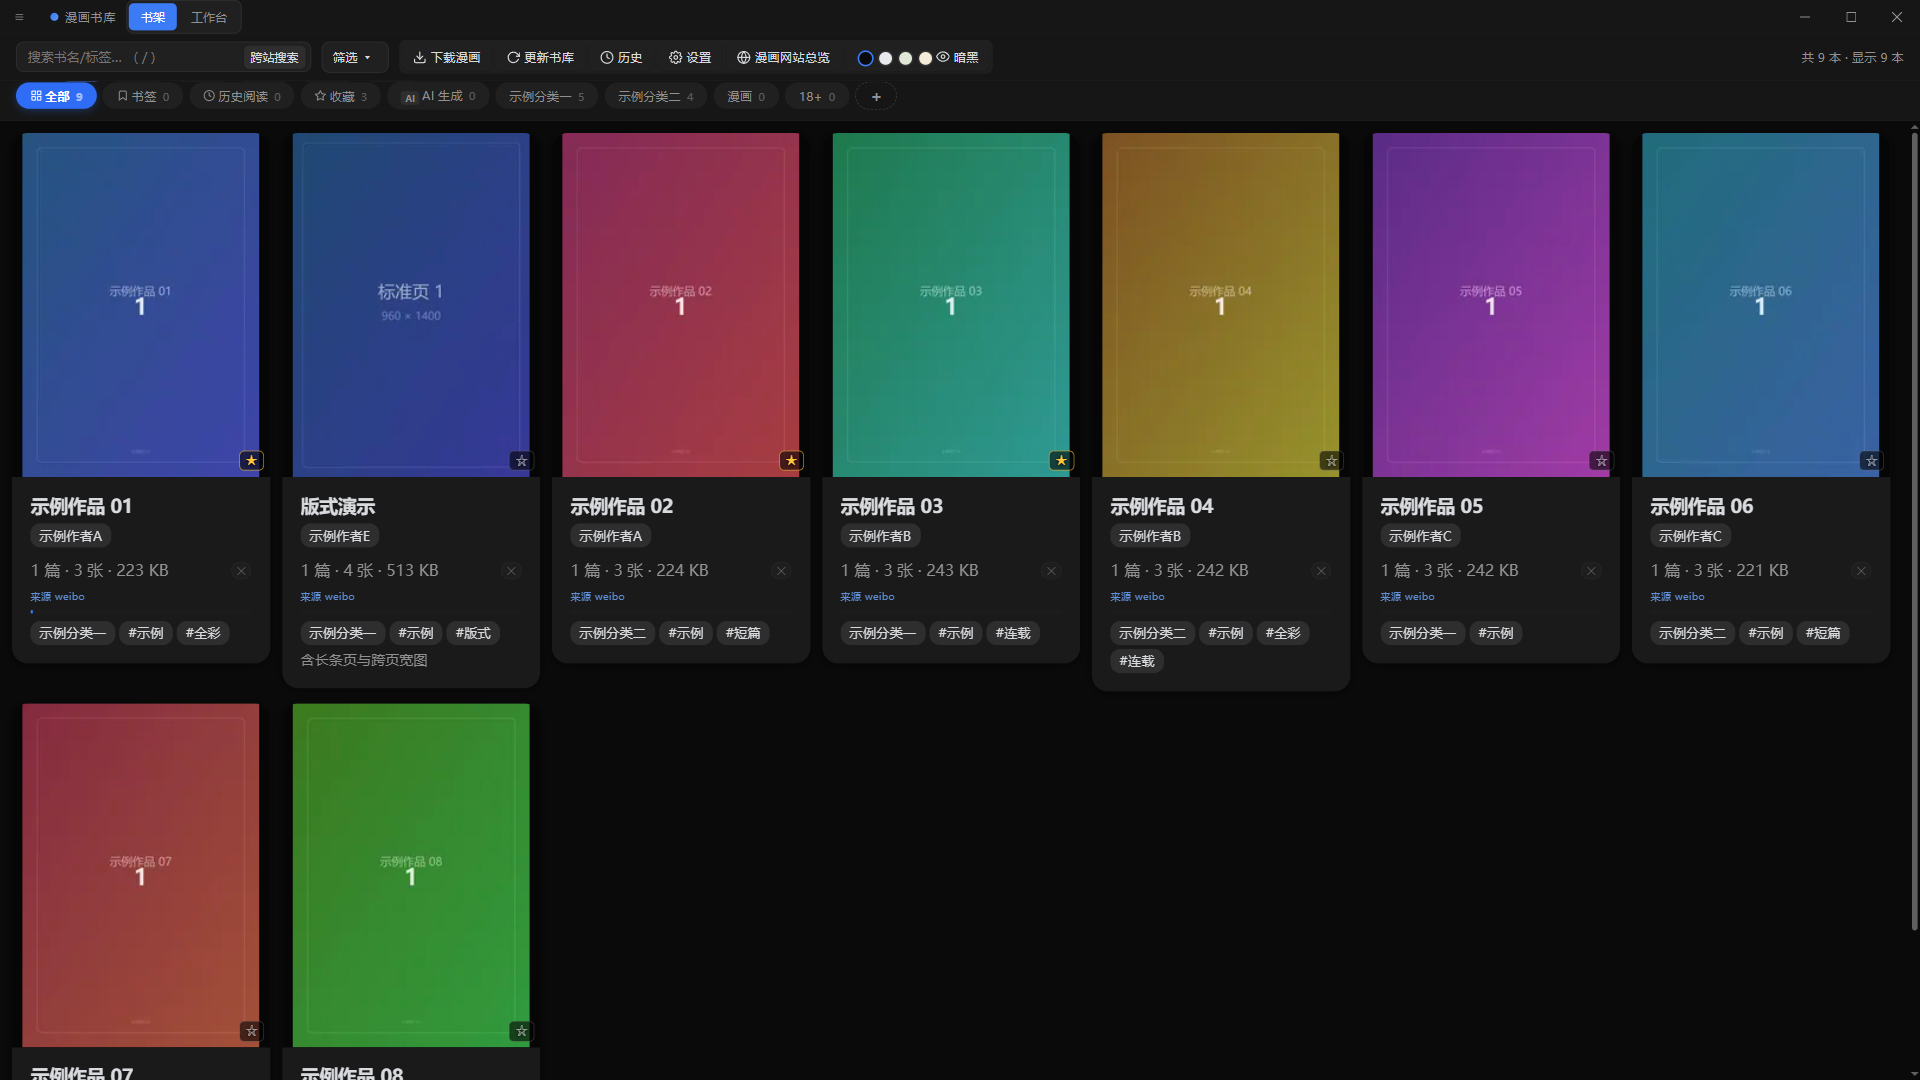 漫画书库 书架 工作台
搜索书名/标签... ( / ) 跨站搜索 筛选 下载漫画 更新书库 历史 设置 漫画网站总览 暗黑 共 9 本 · 显示 9 本
全部 9 书签 0 历史阅读 0 收藏 3 AI AI 生成 0 示例分类一 5 示例分类二 4 漫画 0 18+ 0 +
示例作品 01
1
标准页 1
960 × 1400
示例作品 02
1
示例作品 03
1
示例作品 04
1
示例作品 05
1
示例作品 06
1
示例作品 01
示例作者A
1 篇 · 3 张 · 223 KB
来源 weibo
示例分类一 #示例 #全彩
版式演示
示例作者E
1 篇 · 4 张 · 513 KB
来源 weibo
示例分类一 #示例 #版式
含长条页与跨页宽图
示例作品 02
示例作者A
1 篇 · 3 张 · 224 KB
来源 weibo
示例分类二 #示例 #短篇
示例作品 03
示例作者B
1 篇 · 3 张 · 243 KB
来源 weibo
示例分类一 #示例 #连载
示例作品 04
示例作者B
1 篇 · 3 张 · 242 KB
来源 weibo
示例分类二 #示例 #全彩
#连载
示例作品 05
示例作者C
1 篇 · 3 张 · 242 KB
来源 weibo
示例分类一 #示例
示例作品 06
示例作者C
1 篇 · 3 张 · 221 KB
来源 weibo
示例分类二 #示例 #短篇
示例作品 07
1
示例作品 08
1
示例作品 07
示例作品 08